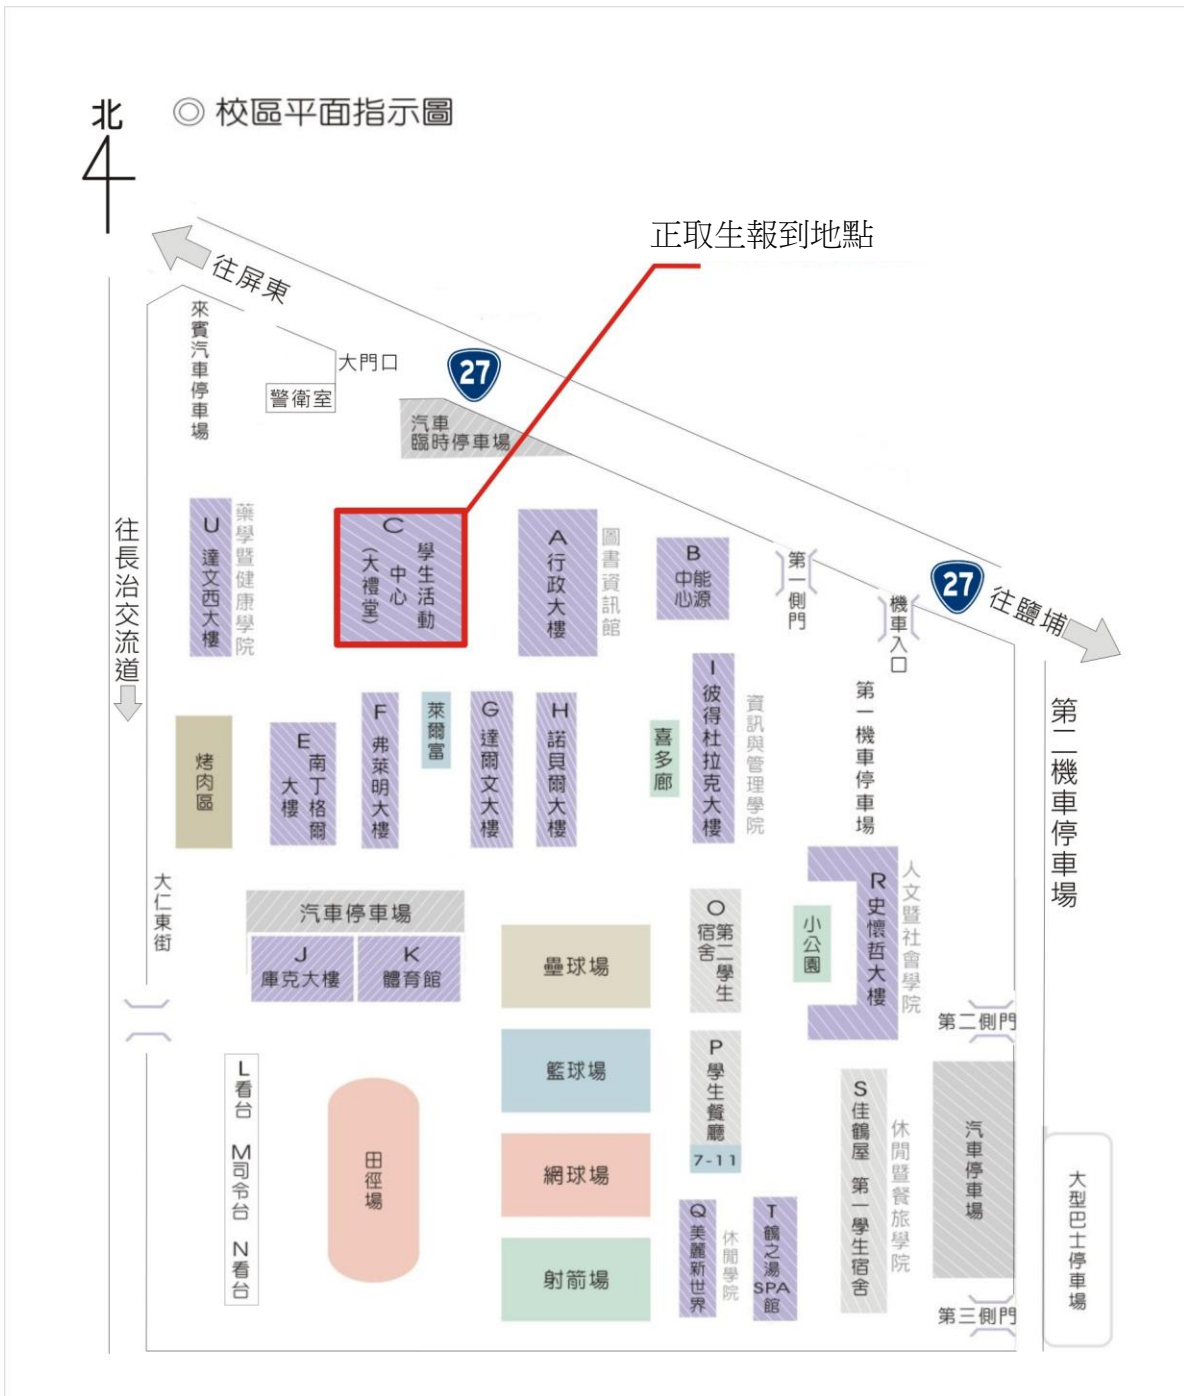 北
◎ 校區平面指示圖
正取生報到地點
往屏東
來賓汽車停車場
大門口
警衛室
27
汽車
臨時停車場
往長治交流道
U 達文西大樓
藥學暨健康學院
C
學生活動
中心
(大禮堂)
A 行政大樓
圖書資訊館
B
能源
中心
第一側門
機車入口
27
往鹽埔
烤肉區
E
南丁格爾
大樓
F 弗萊明大樓
萊爾富
G 達爾文大樓
H 諾貝爾大樓
喜多廊
I 彼得杜拉克大樓
資訊與管理學院
第一機車停車場
第二機車停車場
大仁東街
汽車停車場
J
庫克大樓
K
體育館
壘球場
O
第二學生
宿舍
小公園
R 史懷哲大樓
人文暨社會學院
第二側門
L看台
M司令台
N看台
田徑場
籃球場
網球場
射箭場
P 學生餐廳
7-11
Q 美麗新世界
休閒學院
T 鶴之湯SPA館
S 佳鶴屋 第一學生宿舍
休閒暨餐旅學院
汽車停車場
第三側門
大型巴士停車場